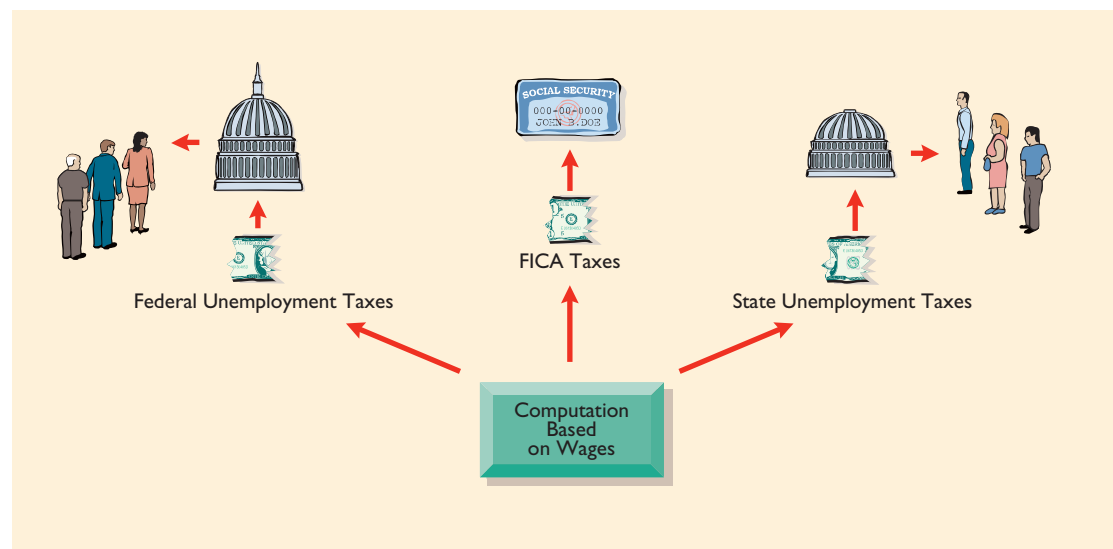 SOCIAL SECURITY
000-00-0000
JOHN B. DOE
FICA Taxes
Federal Unemployment Taxes
State Unemployment Taxes
Computation
Based
on Wages